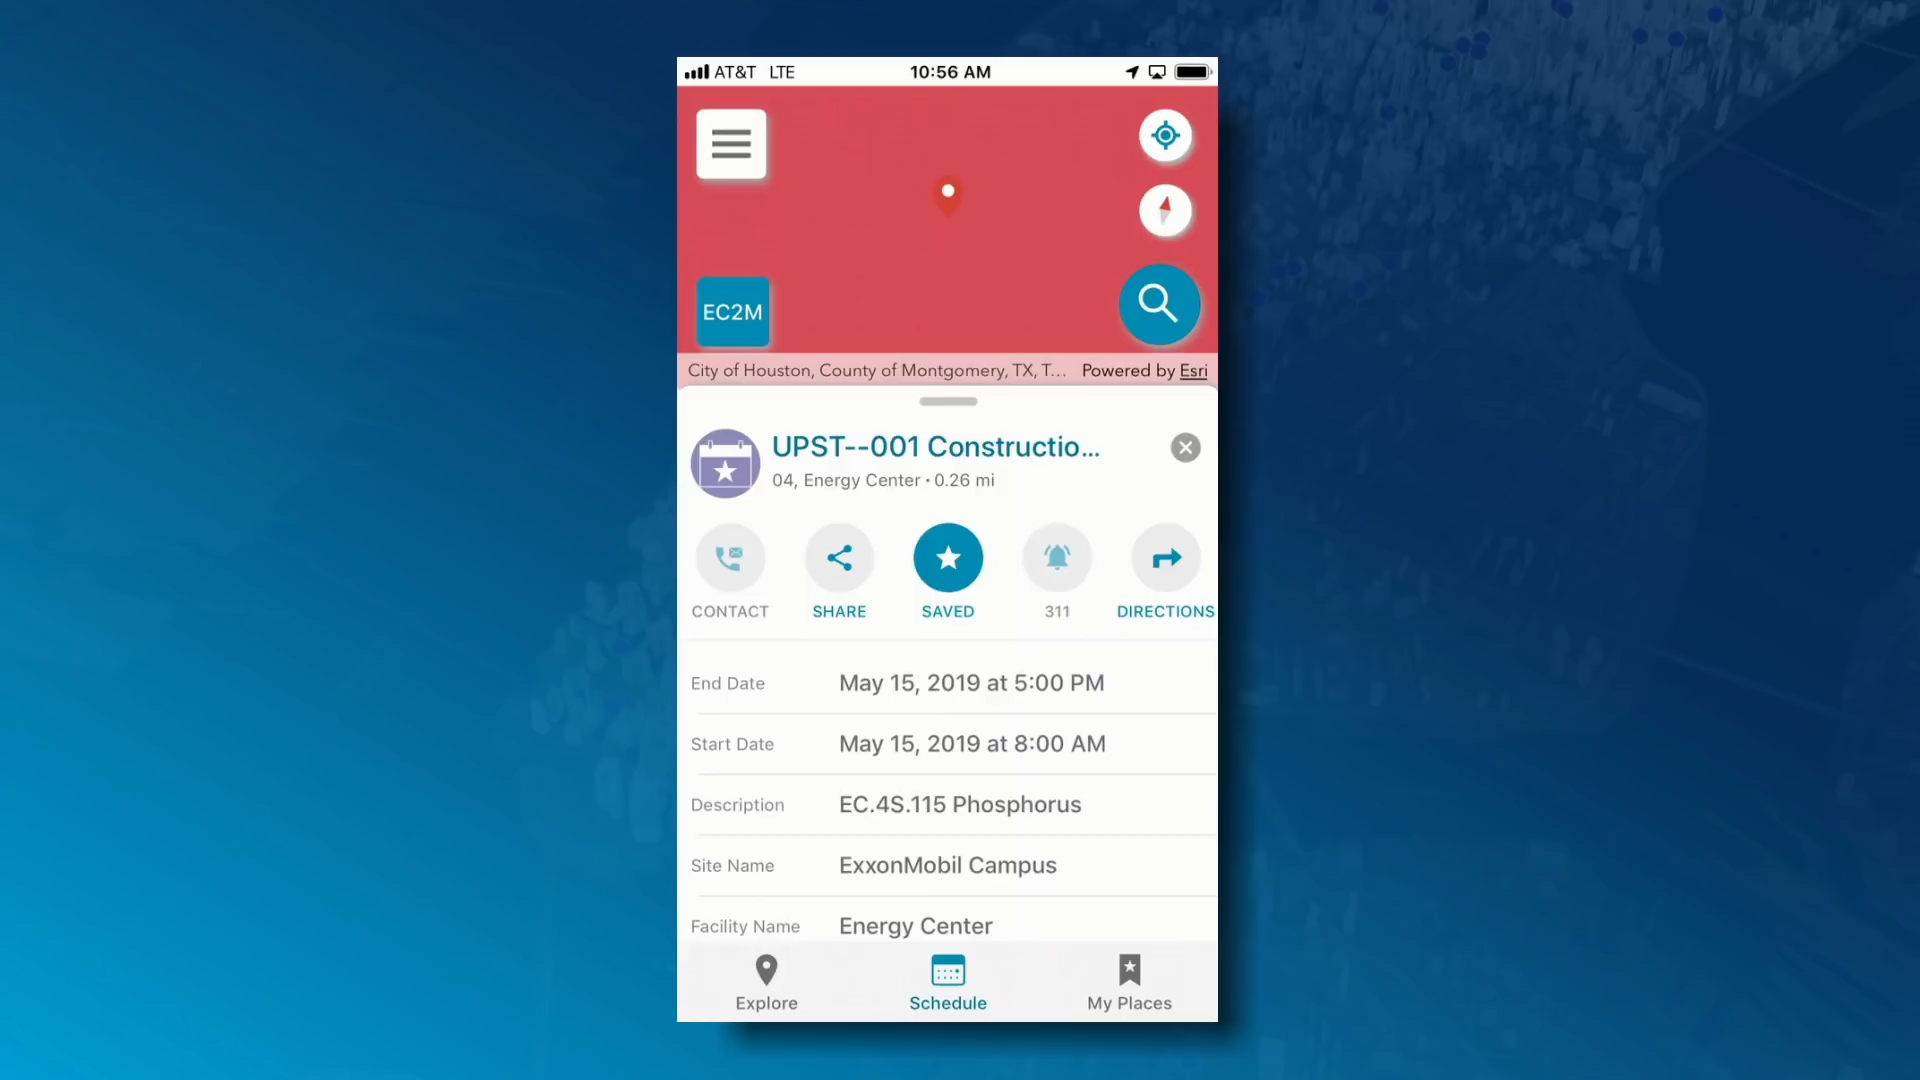 AT&T LTE 10:56 AM
EC2M
City of Houston, County of Montgomery, TX, T... Powered by Esri
UPST--001 Constructio...
04, Energy Center • 0.26 mi
CONTACT SHARE SAVED 311 DIRECTIONS
End Date May 15, 2019 at 5:00 PM
Start Date May 15, 2019 at 8:00 AM
Description EC.4S.115 Phosphorus
Site Name ExxonMobil Campus
Facility Name Energy Center
Explore Schedule My Places